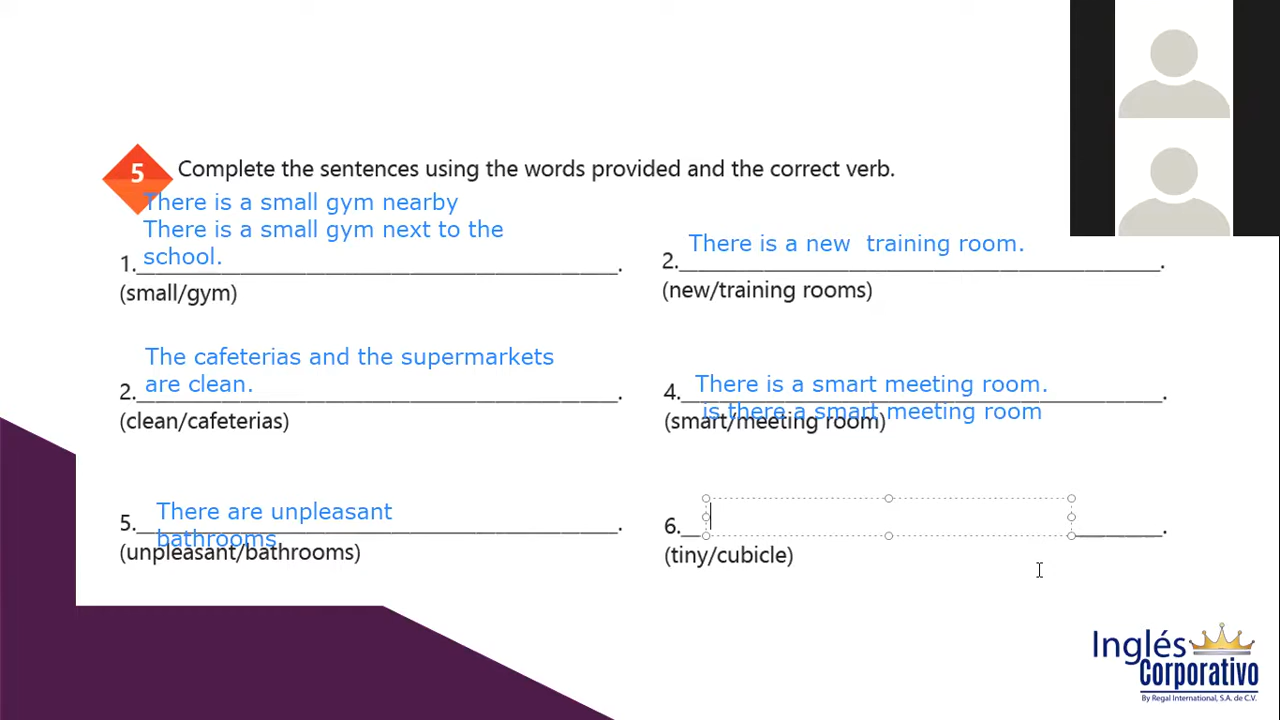 5 Complete the sentences using the words provided and the correct verb.
There is a small gym nearby
There is a small gym next to the
1. school.
(small/gym)
There is a new  training room.
2.
(new/training rooms)
The cafeterias and the supermarkets
2. are clean.
(clean/cafeterias)
4. There is a smart meeting room.
is there a smart meeting room
(smart/meeting room)
5. There are unpleasant
bathrooms
(unpleasant/bathrooms)
6.
(tiny/cubicle)
Inglés
Corporativo
By Regal International, S.A. de C.V.